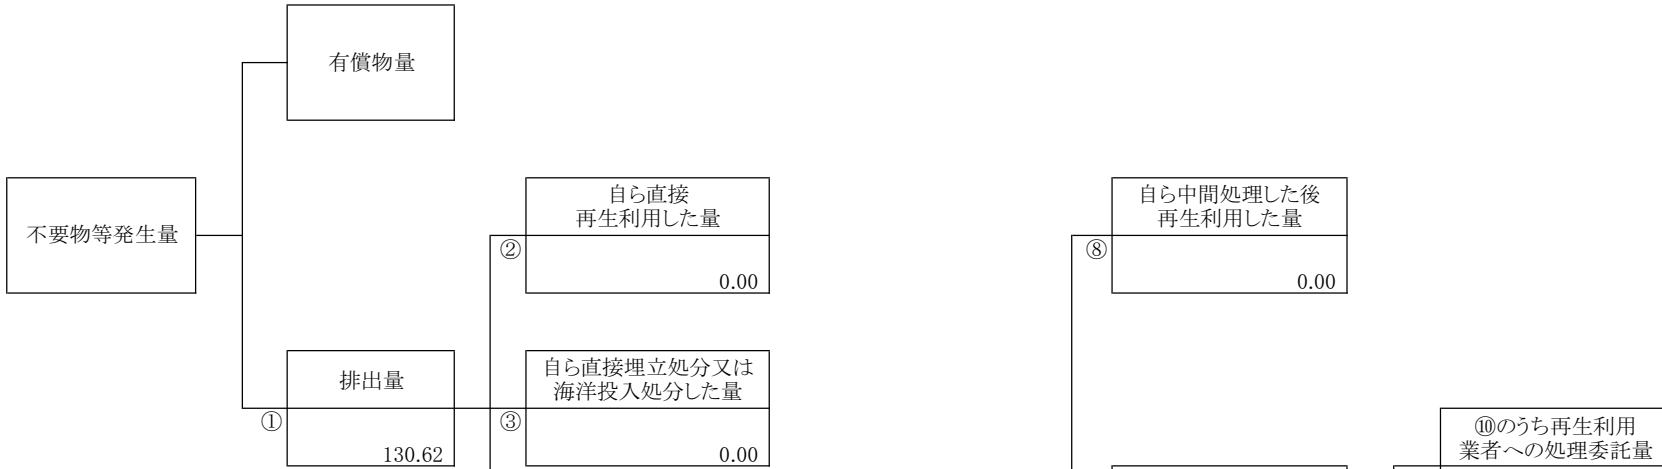 有償物量
不要物等発生量
自ら直接
再生利用した量
②
0.00
自ら中間処理した後
再生利用した量
⑧
0.00
排出量
①
130.62
自ら直接埋立処分又は
海洋投入処分した量
③
0.00
⑩のうち再生利用
業者への処理委託量